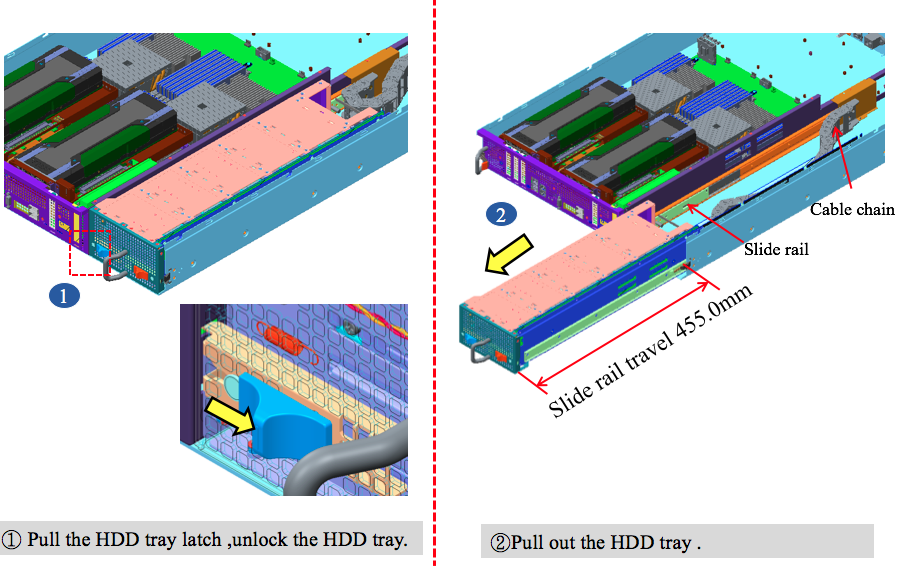 1
① Pull the HDD tray latch ,unlock the HDD tray.
2
Cable chain
Slide rail
Slide rail travel 455.0mm
②Pull out the HDD tray .